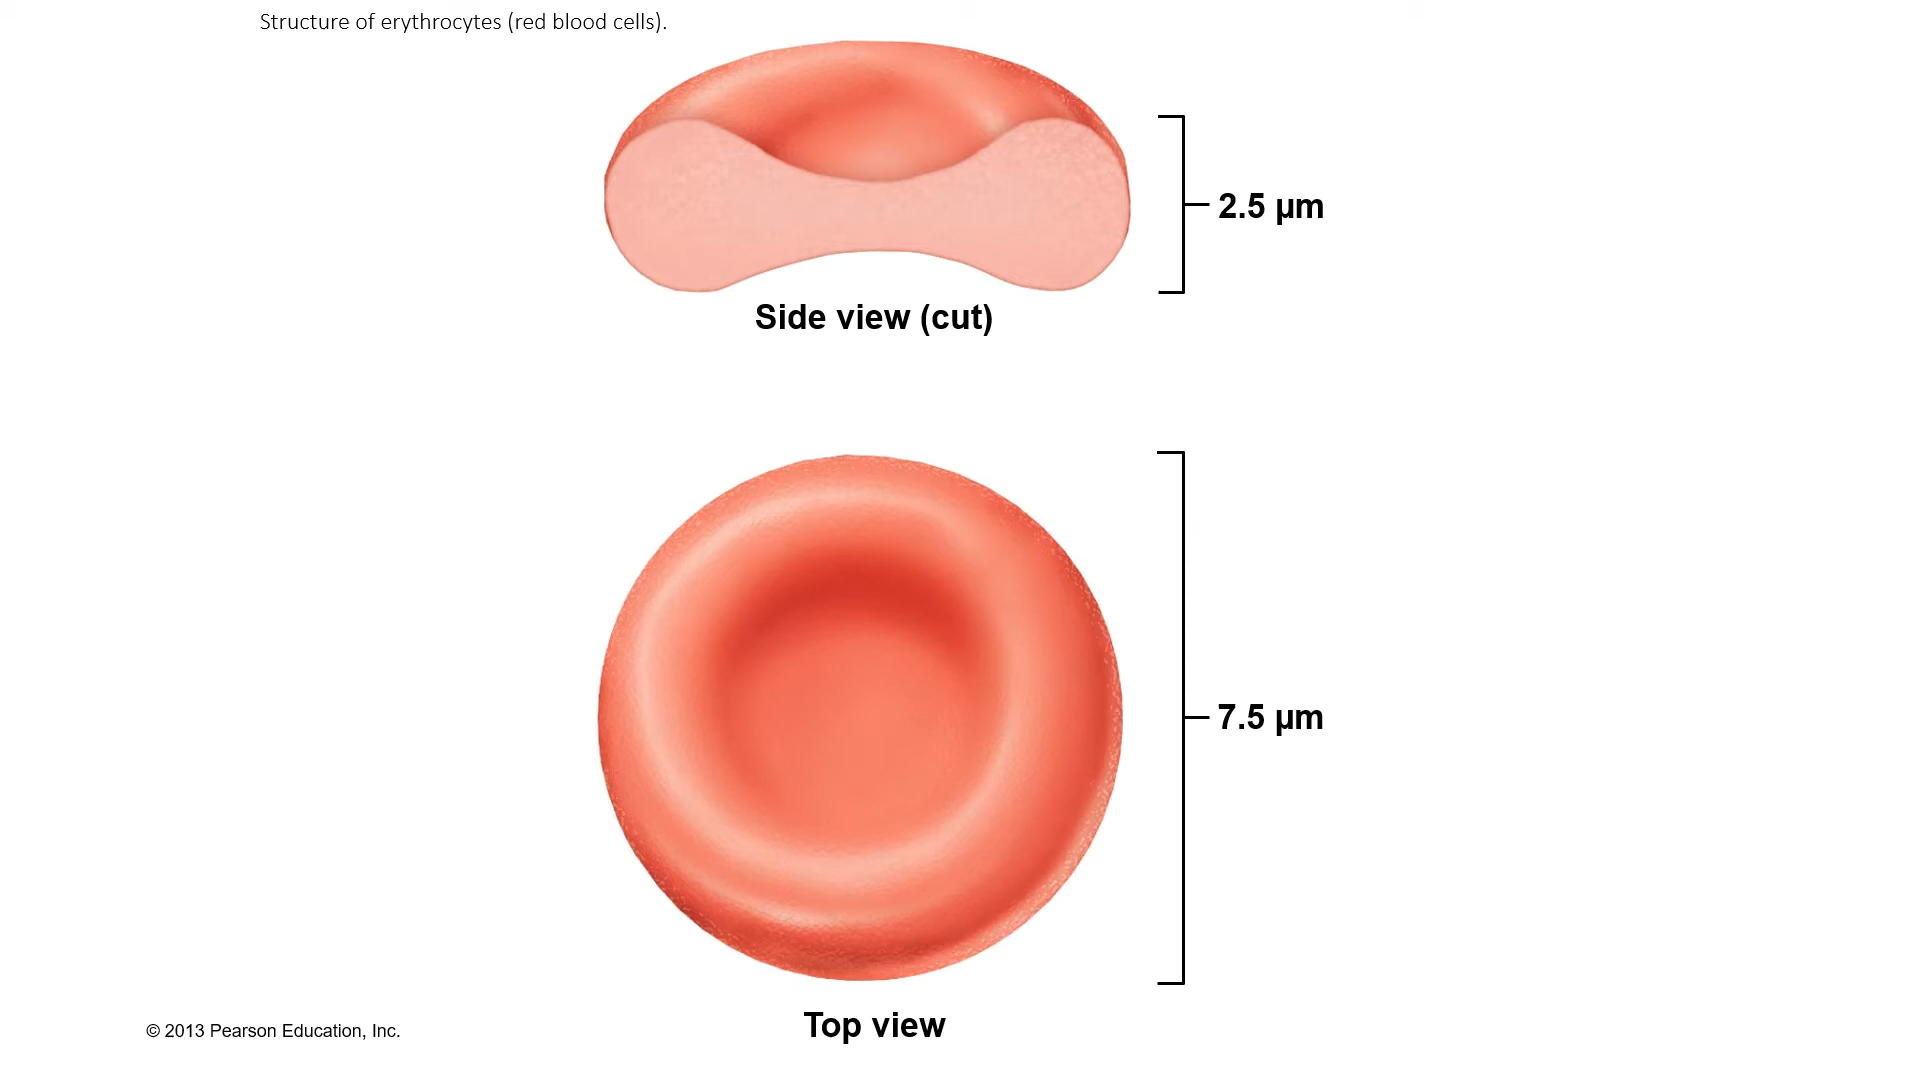 Structure of erythrocytes (red blood cells).
2.5 µm
Side view (cut)
7.5 µm
Top view
© 2013 Pearson Education, Inc.